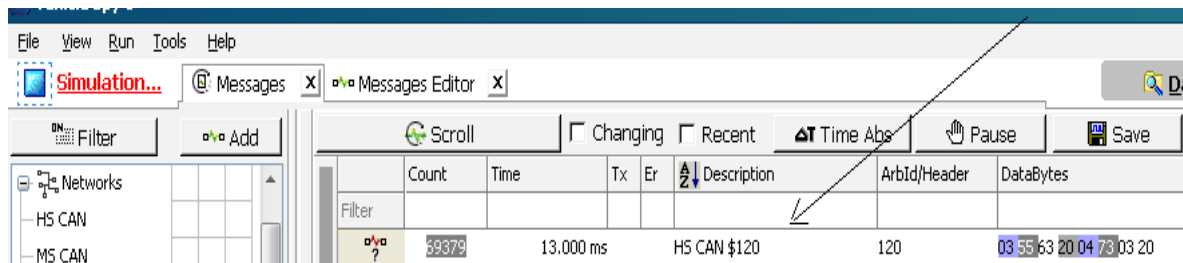 File View Run Tools Help
Simulation... Messages X Messages Editor X
Filter Add Scroll Changing Recent ΔT Time Abs Pause Save
Count Time Tx Er Description ArbId/Header DataBytes
Networks
Filter
HS CAN
69379 13.000 ms HS CAN $120 120 03 55 63 20 04 73 03 20
MS CAN